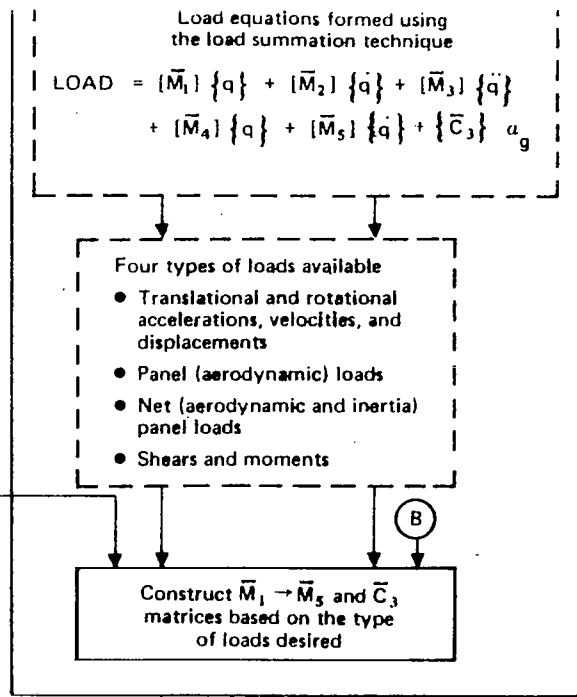 Load equations formed using
the load summation technique
LOAD = [M̅₁] {q} + [M̅₂] {q̇} + [M̅₃] {q̈}
+ [M̅₄] {q} + [M̅₅] {q̇} + {C̅₃} α_g
Four types of loads available
● Translational and rotational
accelerations, velocities, and
displacements
● Panel (aerodynamic) loads
● Net (aerodynamic and inertia)
panel loads
● Shears and moments
B
Construct M̅₁ → M̅₅ and C̅₃
matrices based on the type
of loads desired